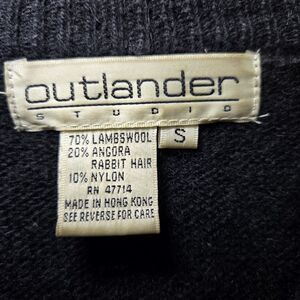 outlander
STUDIO
S
70% LAMBSWOOL
20% ANGORA
RABBIT HAIR
10% NYLON
RN 47714
MADE IN HONG KONG
SEE REVERSE FOR CARE